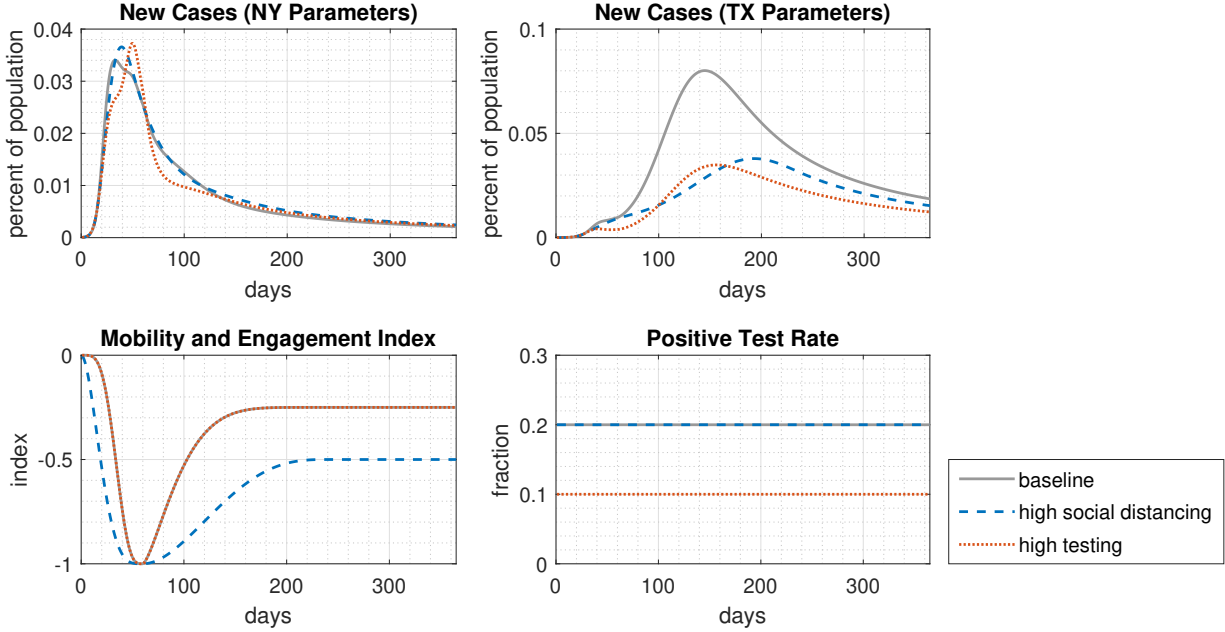 New Cases (NY Parameters)
0.04
0.03
0.02
0.01
0
percent of population
0 100 200 300
days
New Cases (TX Parameters)
0.1
0.05
0
percent of population
0 100 200 300
days
Mobility and Engagement Index
0
-0.5
-1
index
0 100 200 300
days
Positive Test Rate
0.3
0.2
0.1
0
fraction
0 100 200 300
days
baseline
high social distancing
high testing